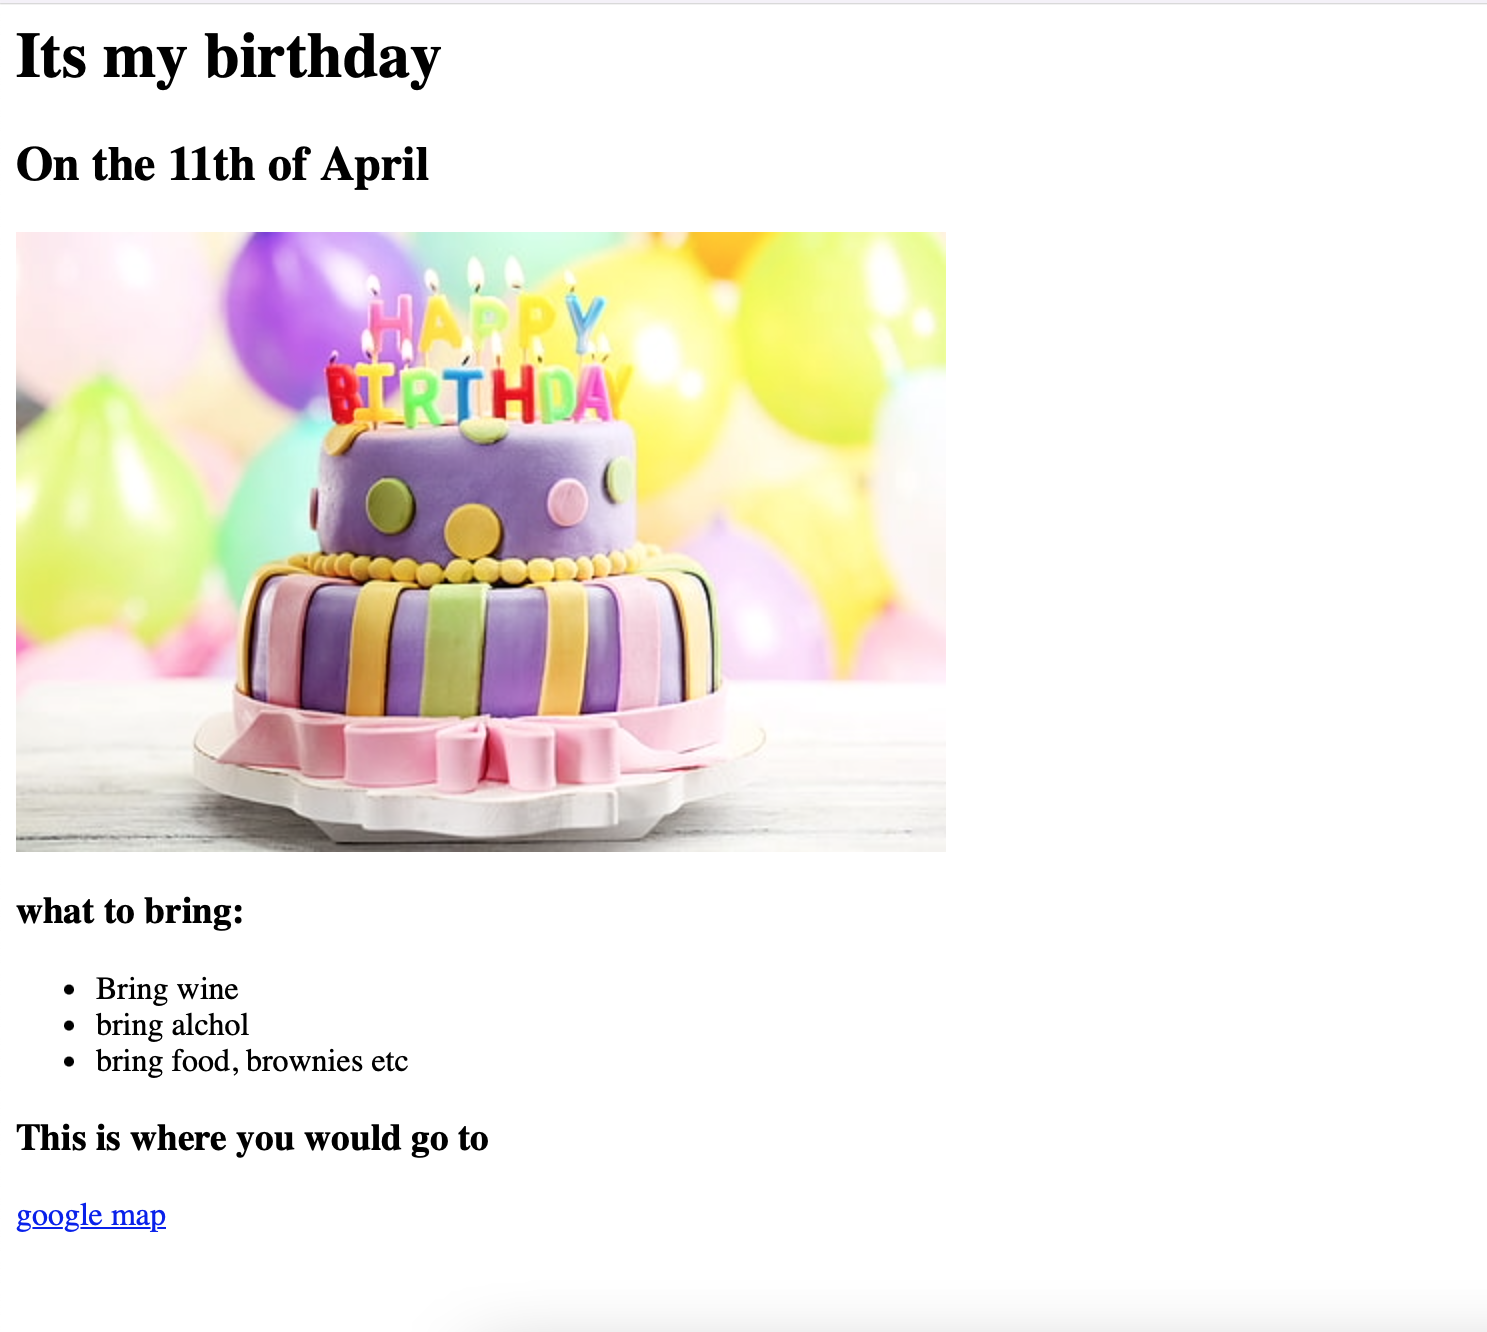 Its my birthday
On the 11th of April
HAPPY
BIRTHDAY
what to bring:
Bring wine
bring alchol
bring food, brownies etc
This is where you would go to
google map